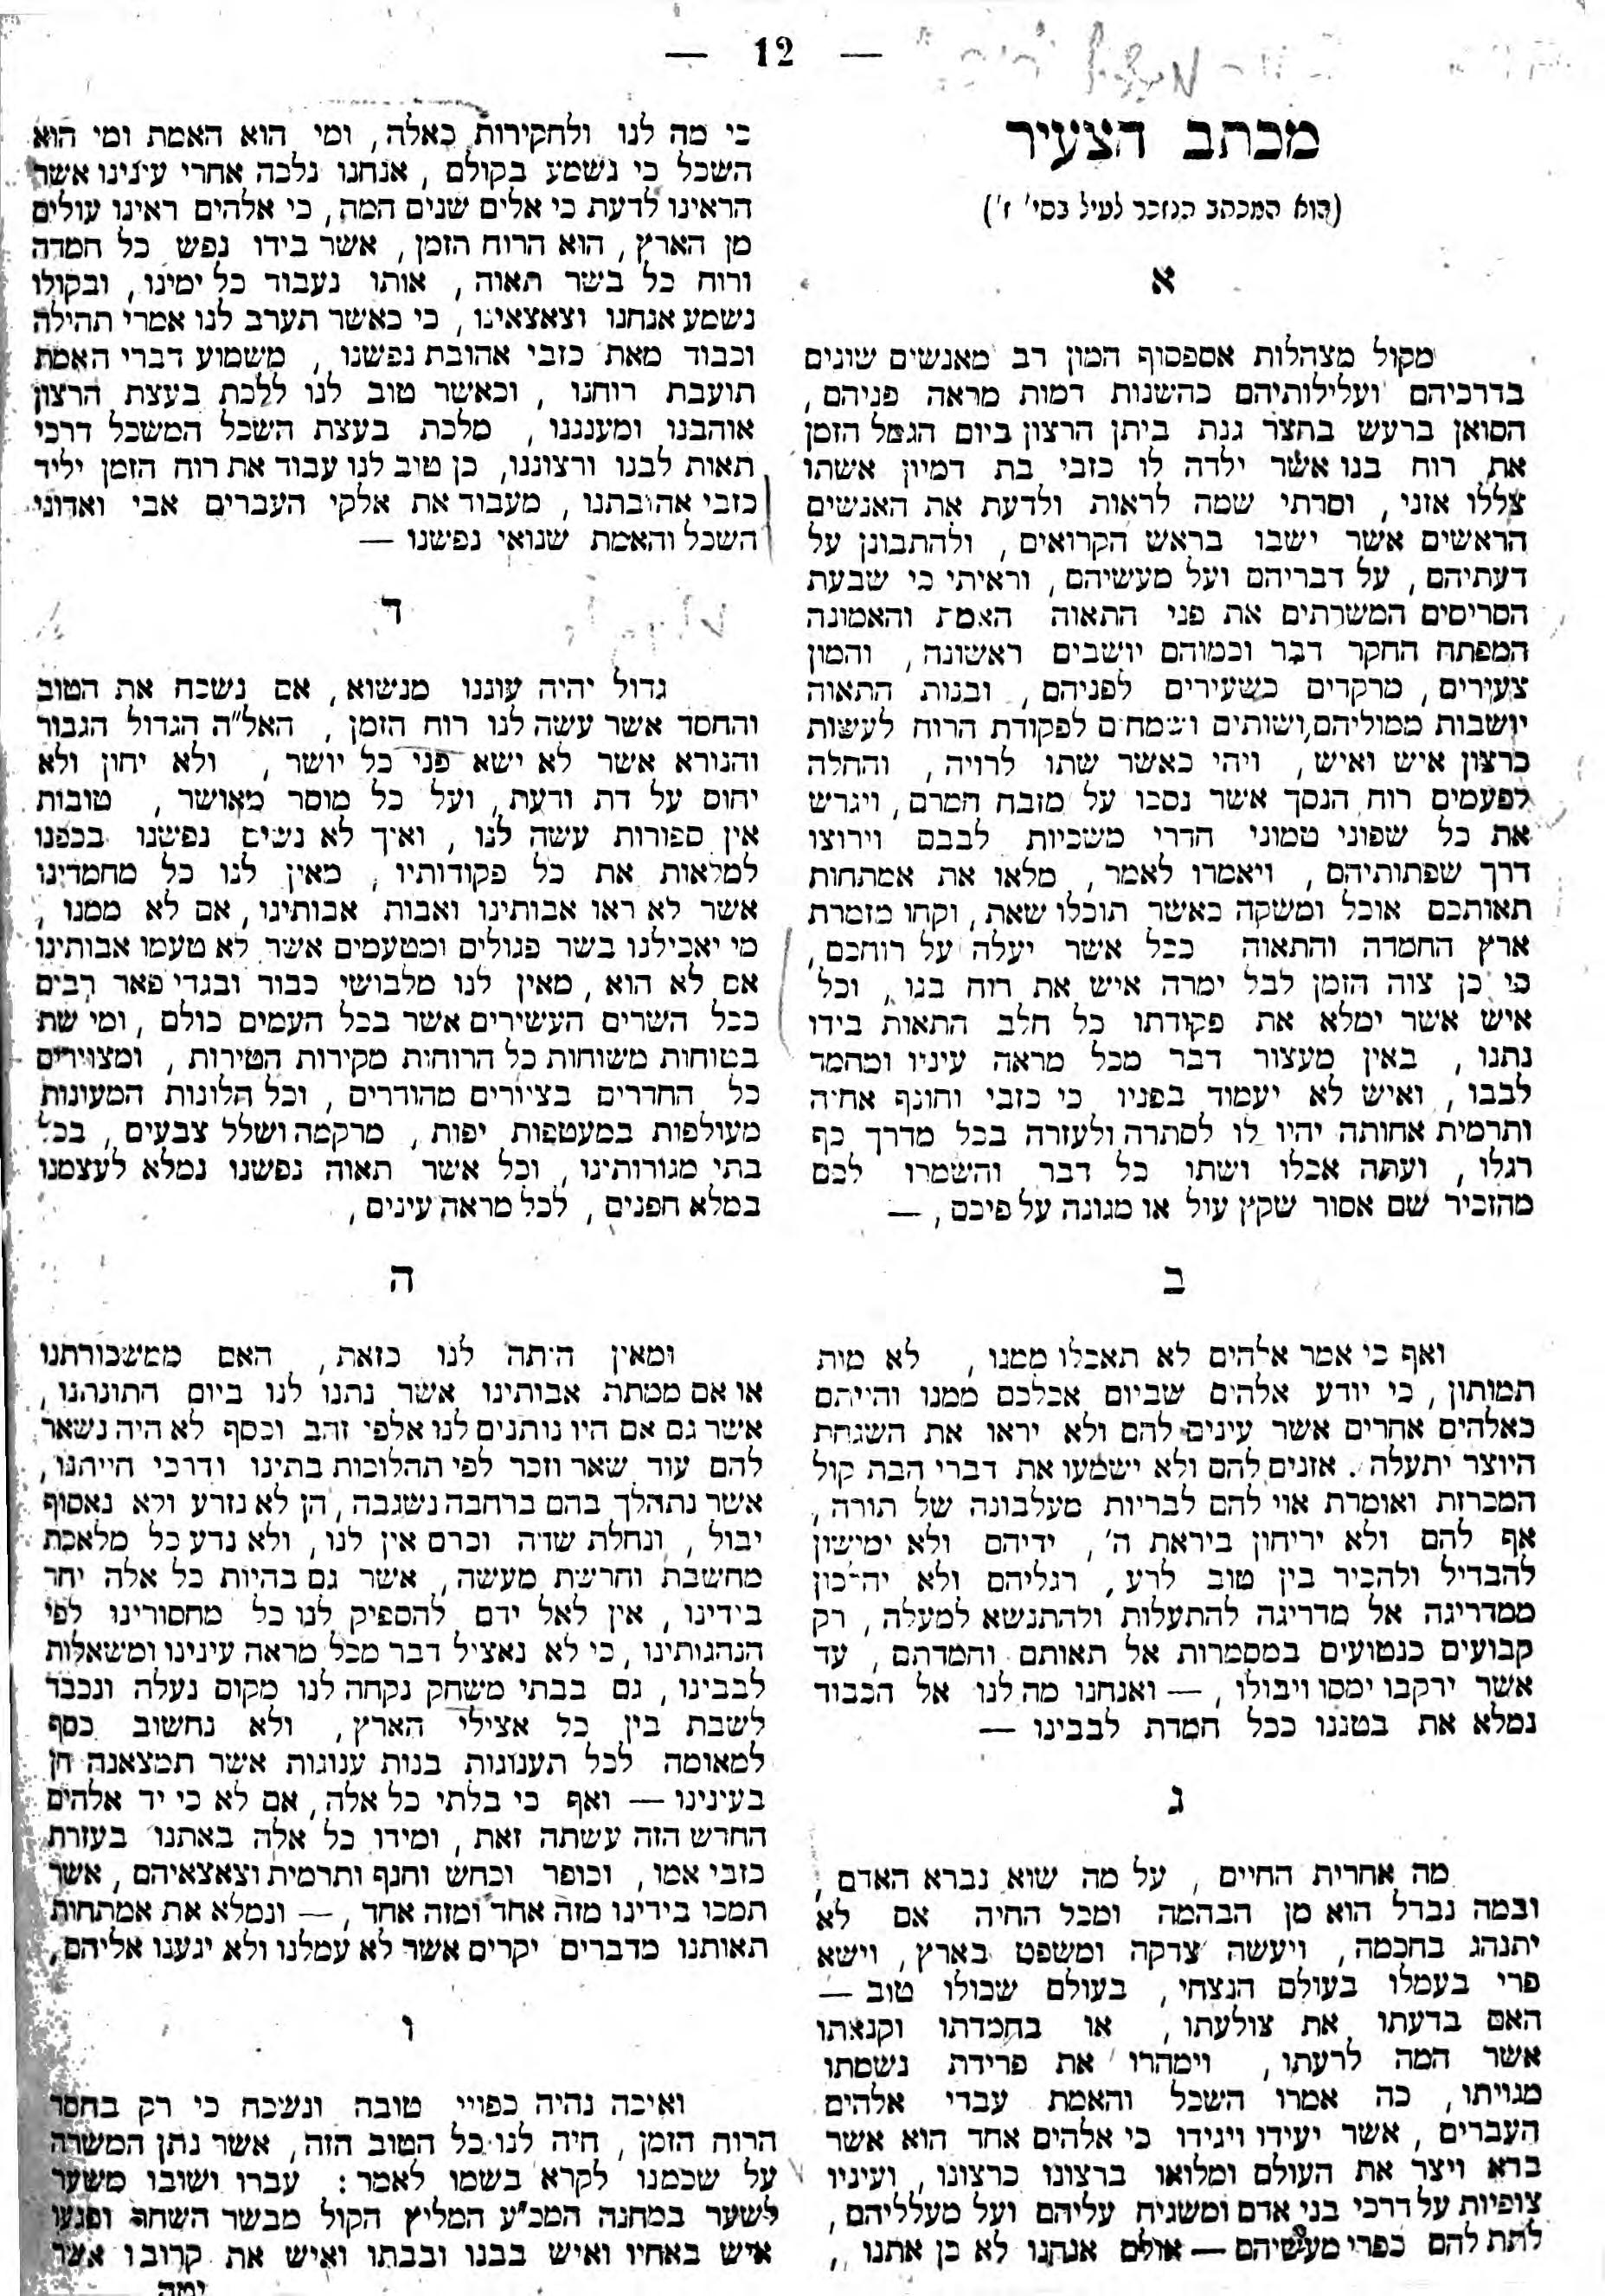 — 12 —
מכתב הצעיר
(הוא המכתב הנזכר לעיל בסי' ז')
א
מקול מצהלות אספסוף המון רב מאנשים שונים
בדרכיהם ועלילותיהם כהשנות דמות מראה פניהם,
הסואן ברעש בחצר גנת ביתן הרצון ביום הגמל הזמן
את רוח בנו אשר ילדה לו כזבי בת דמיון אשתו
צללו אזני, וסרתי שמה לראות ולדעת את האנשים
הראשים אשר ישבו בראש הקרואים, ולהתבונן על
דעתיהם, על דבריהם ועל מעשיהם, וראיתי כי שבעת
הסריסים המשרתים את פני התאוה האמת והאמונה
המפתח החקר דבר וכמוהם יושבים ראשונה, והמון
צעירים, מרקדים כשעירים לפניהם, ובנות התאוה
יושבות ממוליהם, ושותים ושמחים לפקודת הרוח לעשות
כרצון איש ואיש, ויהי כאשר שתו לרויה, והחלה
לפעמים רוח הנסך אשר נסכו על מזבח חמרם, ויגרש
את כל שפוני טמוני חדרי משכיות לבבם וירוצו
דרך שפתותיהם, ויאמרו לאמר, מלאו את אמתחות
תאותכם אוכל ומשקה כאשר תוכלו שאת, וקחו מזמרת
ארץ החמדה והתאוה ככל אשר יעלה על רוחכם,
כי כן צוה הזמן לבל ימרה איש את רוח בנו, וכל
איש אשר ימלא את פקודתו כל חלב התאות בידו
נתנו, באין מעצור דבר מכל מראה עיניו ומחמד
לבבו, ואיש לא יעמוד בפניו כי כזבי וחונף אחיה
ותרמית אחותה יהיו לו לסתרה ולעזרה בכל מדרך כף
רגלו, ועתה אכלו ושתו כל דבר והשמרו לכם
מהזכיר שם אסור שקץ עול או מגונה על פיכם, —
ב
ואף כי אמר אלהים לא תאכלו ממנו, לא מית
תמותון, כי יודע אלהים שביום אכלכם ממנו והייתם
כאלהים אחרים אשר עינים להם ולא יראו את השגחת
היוצר יתעלה. אזנים להם ולא ישמעו את דברי הבת קול
המכרזת ואומרת אוי להם לבריות מעלבונה של תורה,
אף להם ולא יריחון ביראת ה', ידיהם ולא ימישון
להבדיל ולהכיר בין טוב לרע, רגליהם ולא יהלכון
ממדריגה אל מדריגה להתעלות ולהתנשא למעלה, רק
קבועים כנטועים במסמרות אל תאותם וחמדתם, עד
אשר ירקבו ימסו ויבולו, — ואנחנו מה לנו אל הכבוד
נמלא את בטננו ככל חמדת לבבינו —
ג
מה אחרית החיים, על מה שוא נברא האדם,
ובמה נבדל הוא מן הבהמה ומכל החיה אם לא
יתנהג בחכמה, ויעשה צדקה ומשפט בארץ, וישא
פרי בעמלו בעולם הנצחי, בעולם שכולו טוב —
האם בדעתו את צולעתו, או בחמדתו וקנאתו
אשר המה לרעתו, וימהרו את פרידת נשמתו
מגויתו, כה אמרו השכל והאמת עבדי אלהים
העברים, אשר יעידו ויגידו כי אלהים אחד הוא אשר
ברא ויצר את העולם ומלואו ברצונו כרצונו, ועיניו
צופיות על דרכי בני אדם ומשגיח עליהם ועל מעלליהם,
לתת להם כפרי מעשיהם — אולם אנחנו לא כן אתנו,
כי מה לנו ולחקירות כאלה, ומי הוא האמת ומי הוא
השכל כי נשמע בקולם, אנחנו נלכה אחרי עינינו אשר
הראינו לדעת כי אלים שנים המה, כי אלהים ראינו עולים
מן הארץ, הוא הרוח הזמן, אשר בידו נפש כל חמדה
ורוח כל בשר תאוה, אותו נעבוד כל ימינו, ובקולו
נשמע אנחנו וצאצאינו, כי כאשר תערב לנו אמרי תהילה
וכבוד מאת כזבי אהובת נפשנו, משמוע דברי האמת
תועבת רוחנו, וכאשר טוב לנו ללכת בעצת הרצון
אוהבנו ומענגנו, מלכת בעצת השכל המשכל דרכי
תאות לבנו ורצוננו, כן טוב לנו עבוד את רוח הזמן יליד
כזבי אהובתנו, מעבוד את אלקי העברים אבי ואדוני
השכל והאמת שנואי נפשנו —
ד
גדול יהיה עוננו מנשוא, אם נשכח את הטוב
והחסד אשר עשה לנו רוח הזמן, האל״ה הגדול הגבור
והנורא אשר לא ישא פני כל יושר, ולא יחון ולא
יחוס על דת ודעת, ועל כל מוסר מאושר, טובות
אין ספורות עשה לנו, ואיך לא נשים נפשנו בכפנו
למלאות את כל פקודותיו, מאין לנו כל מחמדינו
אשר לא ראו אבותינו ואבות אבותינו, אם לא ממנו,
מי יאכילנו בשר פגולים ומטעמים אשר לא טעמו אבותינו
אם לא הוא, מאין לנו מלבושי כבוד ובגדי פאר רבים
ככל השרים העשירים אשר בכל העמים כולם, ומי שת
בטוחות משוחות כל הרוחות מקירות הטירות, ומצוירים
כל החדרים בציורים מהודרים, וכל חלונות המעונות
מעולפות במעטפות יפות, מרקמה ושלל צבעים, בכל
בתי מגורותינו, וכל אשר תאוה נפשנו נמלא לעצמנו
במלא חפנים, לכל מראה עינים,
ה
ומאין היתה לנו כזאת, האם ממשכורתנו
או אם ממתת אבותינו אשר נתנו לנו ביום חתונתנו,
אשר גם אם היו נותנים לנו אלפי זהב וכסף לא היה נשאר
להם עוד שאר וזכר לפי תהלוכות בתינו ודרכי חייתנו,
אשר נתהלך בהם ברחבה נשגבה, הן לא נזרע ולא נאסוף
יבול, ונחלת שדה וכרם אין לנו, ולא נדע כל מלאכת
מחשבת וחרשת מעשה, אשר גם בהיות כל אלה יחד
בידינו, אין לאל ידם להספיק לנו כל מחסורינו לפי
הנהגותינו, כי לא נאציל דבר מכל מראה עינינו ומשאלות
לבבינו, גם בבתי משחק נקחה לנו מקום נעלה ונכבד
לשבת בין כל אצילי הארץ, ולא נחשוב כסף
למאומה לכל תענוגות בנות ענוגות אשר תמצאנה חן
בעינינו — ואף כי בלתי כל אלה, אם לא כי יד אלהים
החרש הזה עשתה זאת, ומידו כל אלה באתנו בעזרת
כזבי אמו, וכופר וכחש וחנף ותרמית וצאצאיהם, אשר
תמכו בידינו מזה אחד ומזה אחד, — ונמלא את אמתחות
תאותנו מדברים יקרים אשר לא עמלנו ולא יגענו אליהם,
ו
ואיכה נהיה כפויי טובה ונשכח כי רק בחסד
הרוח הזמן, היה לנו כל הטוב הזה, אשר נתן המשרה
על שכמנו לקרא בשמו לאמר: עברו ושובו משער
לשער במחנה המכ״ע המליץ הקול מבשר השחר ופגעו
איש באחיו ואיש בבנו ובבתו ואיש את קרובו אשר
ימה